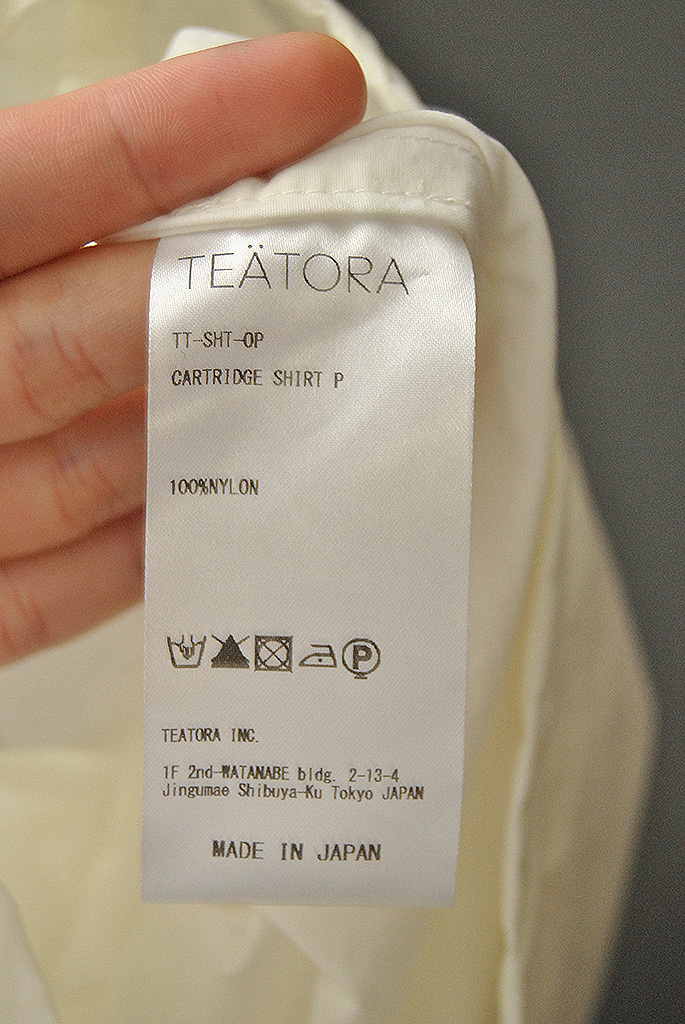 TEÄTORA
TT-SHT-OP
CARTRIDGE SHIRT P
100%NYLON
P
TEATORA INC.
1F 2nd-WATANABE bldg. 2-13-4
Jingumae Shibuya-Ku Tokyo JAPAN
MADE IN JAPAN